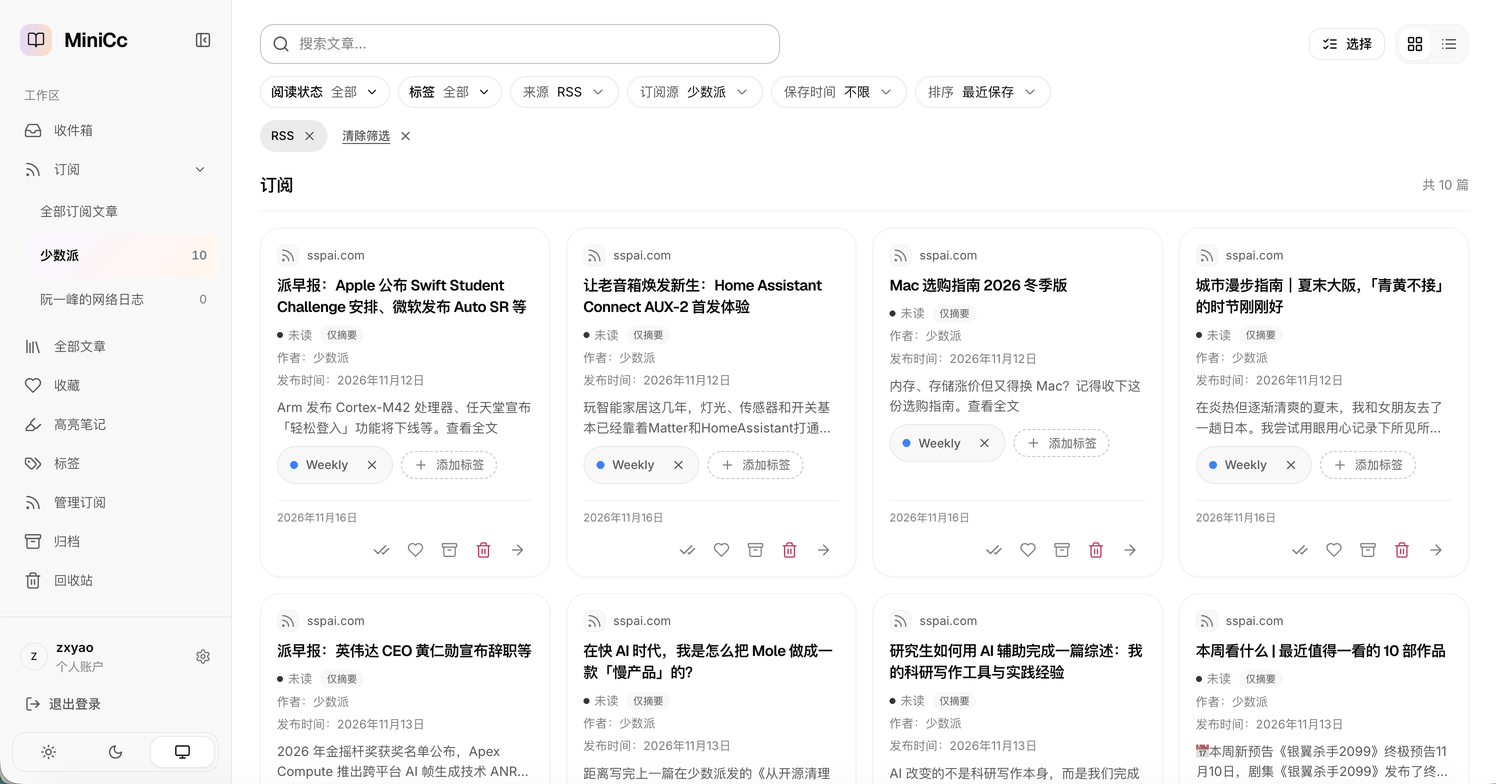 MiniCc
工作区
收件箱
订阅
全部订阅文章
少数派 10
阮一峰的网络日志 0
全部文章
收藏
高亮笔记
标签
管理订阅
归档
回收站
Z
zxyao
个人账户
退出登录
搜索文章...
选择
阅读状态 全部
标签 全部
来源 RSS
订阅源 少数派
保存时间 不限
排序 最近保存
RSS
清除筛选
订阅
共 10 篇
sspai.com
派早报：Apple 公布 Swift Student
Challenge 安排、微软发布 Auto SR 等
未读 仅摘要
作者：少数派
发布时间：2026年11月12日
Arm 发布 Cortex-M42 处理器、任天堂宣布
「轻松登入」功能将下线等。查看全文
Weekly
添加标签
2026年11月16日
sspai.com
让老音箱焕发新生：Home Assistant
Connect AUX-2 首发体验
未读 仅摘要
作者：少数派
发布时间：2026年11月12日
玩智能家居这几年，灯光、传感器和开关基
本已经靠着Matter和HomeAssistant打通...
Weekly
添加标签
2026年11月16日
sspai.com
Mac 选购指南 2026 冬季版
未读 仅摘要
作者：少数派
发布时间：2026年11月12日
内存、存储涨价但又得换 Mac？记得收下这
份选购指南。查看全文
Weekly
添加标签
2026年11月16日
sspai.com
城市漫步指南｜夏末大阪，「青黄不接」
的时节刚刚好
未读 仅摘要
作者：少数派
发布时间：2026年11月12日
在炎热但逐渐清爽的夏末，我和女朋友去了
一趟日本。我尝试用眼用心记录下所见所...
Weekly
添加标签
2026年11月16日
sspai.com
派早报：英伟达 CEO 黄仁勋宣布辞职等
未读 仅摘要
作者：少数派
发布时间：2026年11月13日
2026 年金摇杆奖获奖名单公布，Apex
Compute 推出跨平台 AI 帧生成技术 ANR...
sspai.com
在快 AI 时代，我是怎么把 Mole 做成一
款「慢产品」的?
未读 仅摘要
作者：少数派
发布时间：2026年11月13日
距离写完上一篇在少数派发的《从开源清理
sspai.com
研究生如何用 AI 辅助完成一篇综述：我
的科研写作工具与实践经验
未读 仅摘要
作者：少数派
发布时间：2026年11月13日
AI 改变的不是科研写作本身，而是我们完成
sspai.com
本周看什么 | 最近值得一看的 10 部作品
未读 仅摘要
作者：少数派
发布时间：2026年11月13日
本周新预告《银翼杀手2099》终极预告11
月10日，剧集《银翼杀手2099》发布了终...